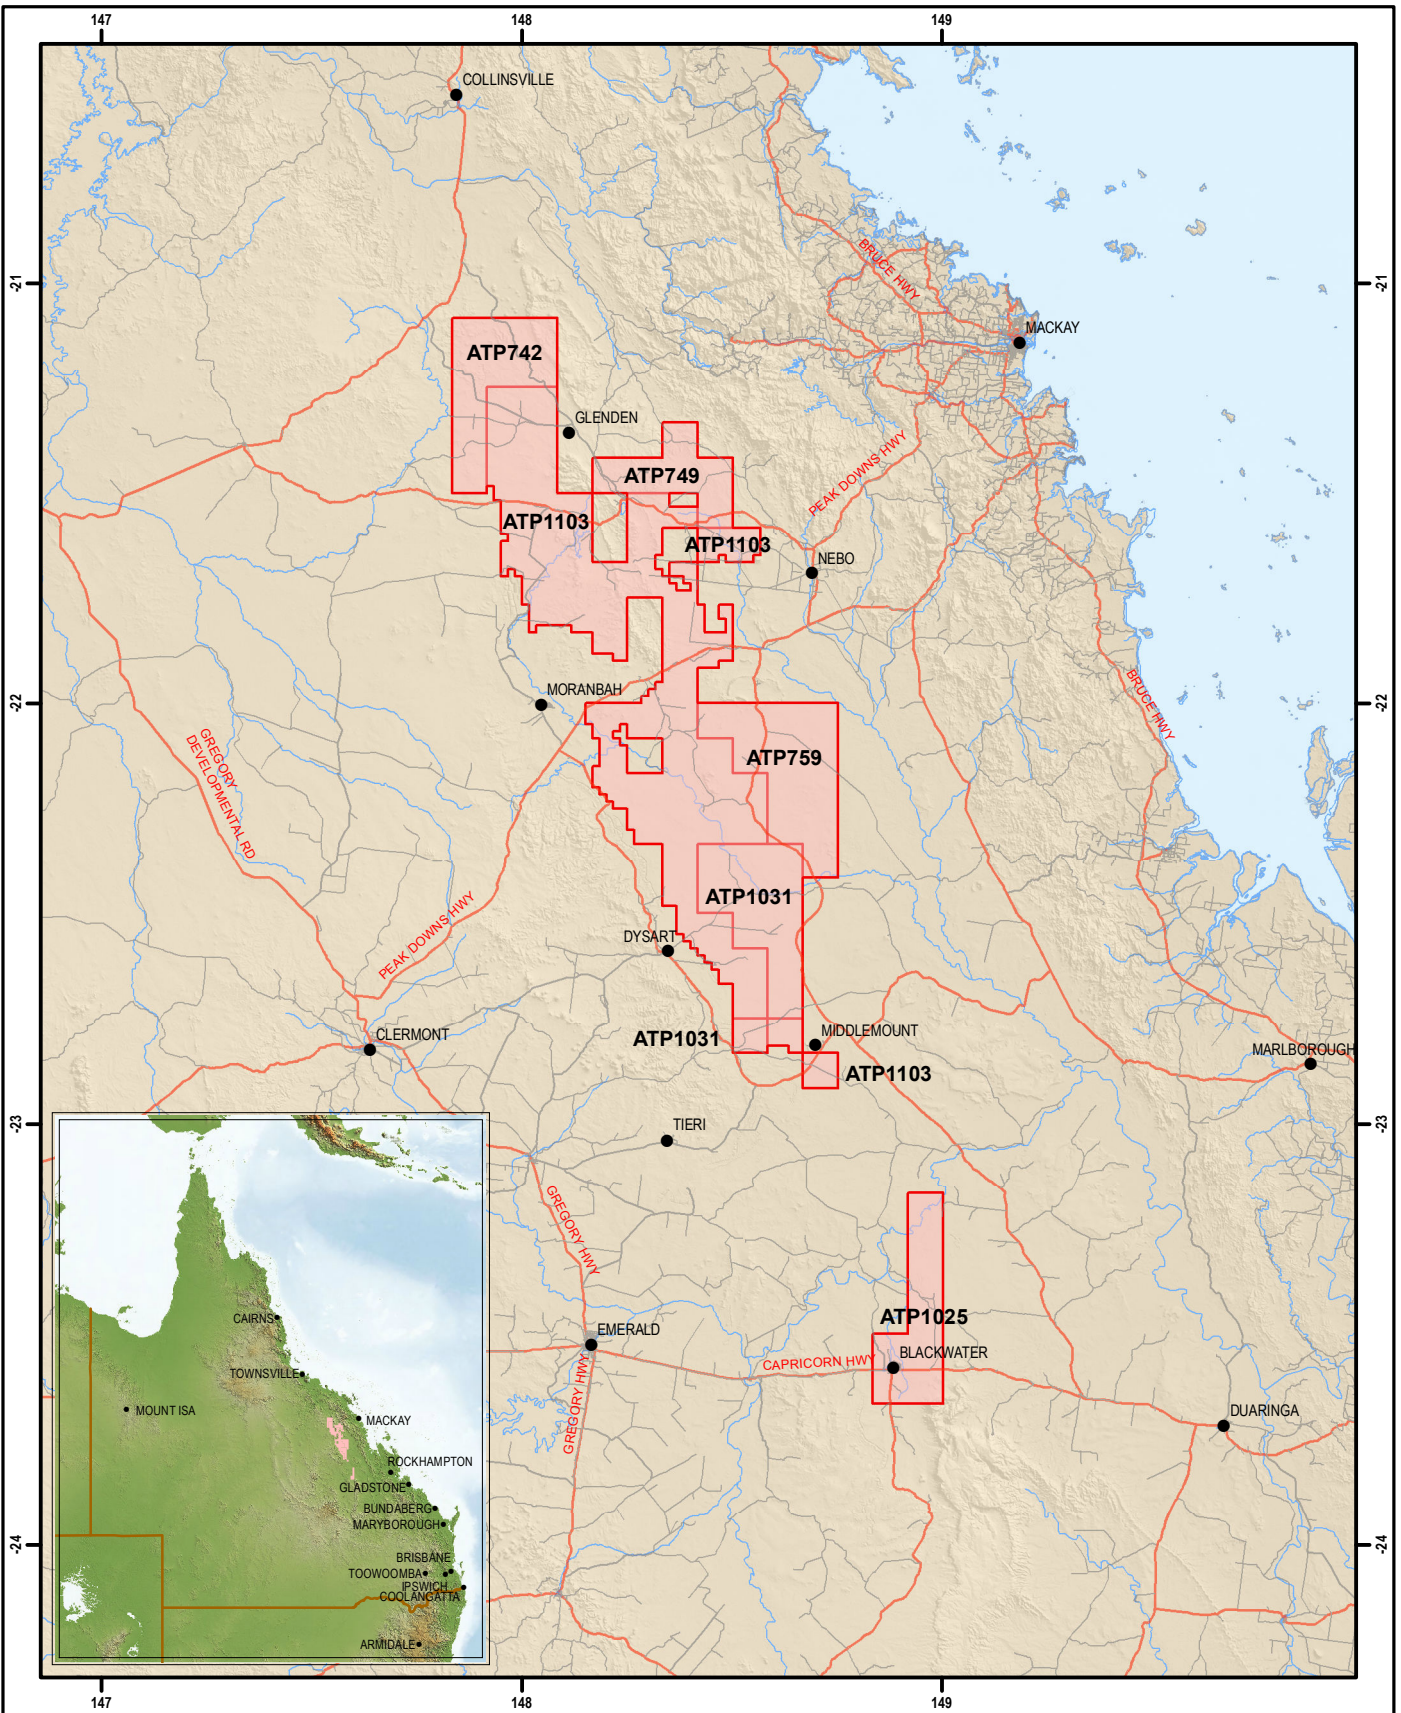 147
148
149
COLLINSVILLE
-21
-21
BRUCE HWY
MACKAY
ATP742
GLENDEN
ATP749
PEAK DOWNS HWY
ATP1103
ATP1103
NEBO
MORANBAH
-22
-22
BRUCE HWY
GREGORY
DEVELOPMENTAL RD
ATP759
ATP1031
PEAK DOWNS HWY
DYSART
CLERMONT
ATP1031
MIDDLEMOUNT
MARLBOROUGH
ATP1103
-23
-23
TIERI
GREGORY HWY
ATP1025
EMERALD
CAPRICORN HWY
BLACKWATER
GREGORY HWY
DUARINGA
CAIRNS
TOWNSVILLE
MOUNT ISA
MACKAY
ROCKHAMPTON
GLADSTONE
BUNDABERG
MARYBOROUGH
BRISBANE
TOOWOOMBA
IPSWICH
COOLANGATTA
ARMIDALE
-24
-24
147
148
149